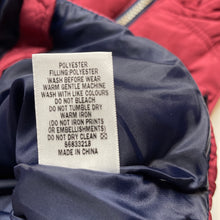 POLYESTER
FILLING POLYESTER
WASH BEFORE WEAR
WARM GENTLE MACHINE
WASH WITH LIKE COLOURS
DO NOT BLEACH
DO NOT TUMBLE DRY
WARM IRON
(DO NOT IRON PRINTS
OR EMBELLISHMENTS)
DO NOT DRY CLEAN
56833218
MADE IN CHINA